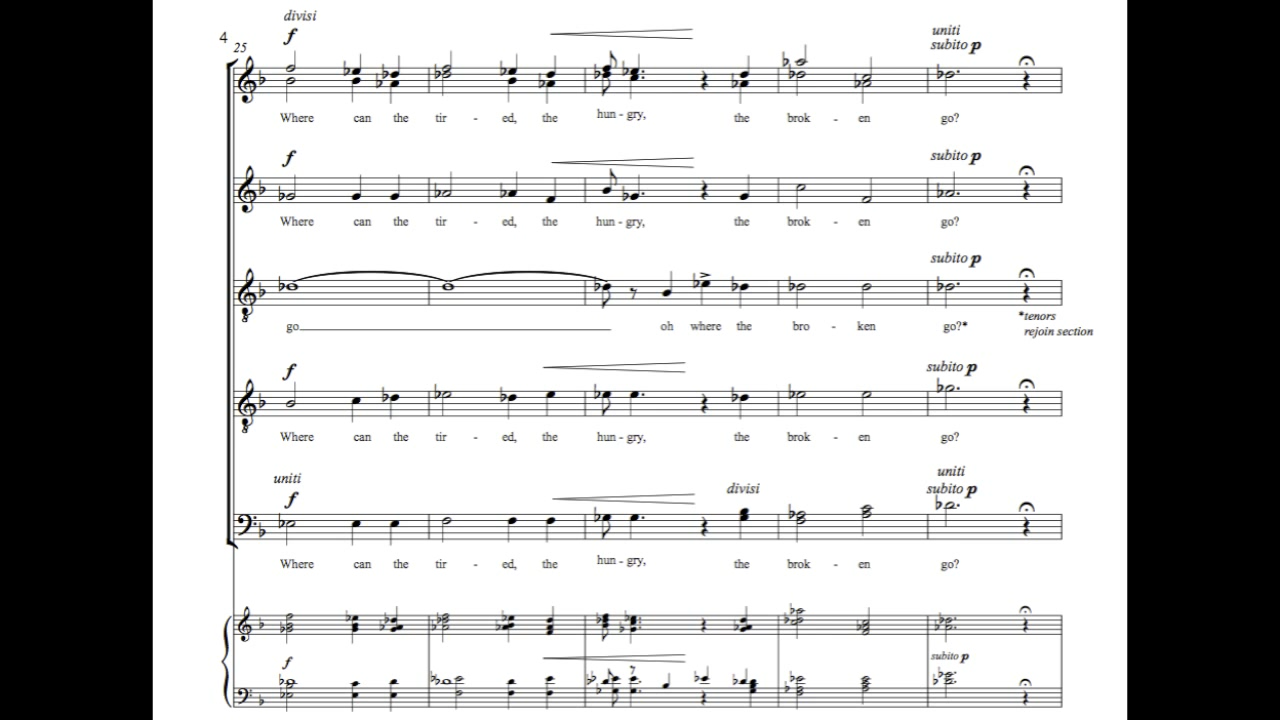 divisi
f
4
25
uniti
subito p
Where can the tir - ed, the hun - gry, the brok - en go?
f
subito p
Where can the tir - ed, the hun - gry, the brok - en go?
subito p
8
*tenors
go oh where the bro - ken go?*
rejoin section
f
subito p
8
Where can the tir - ed, the hun - gry, the brok - en go?
uniti
uniti
f
divisi
subito p
Where can the tir - ed, the hun - gry, the brok - en go?
f
subito p